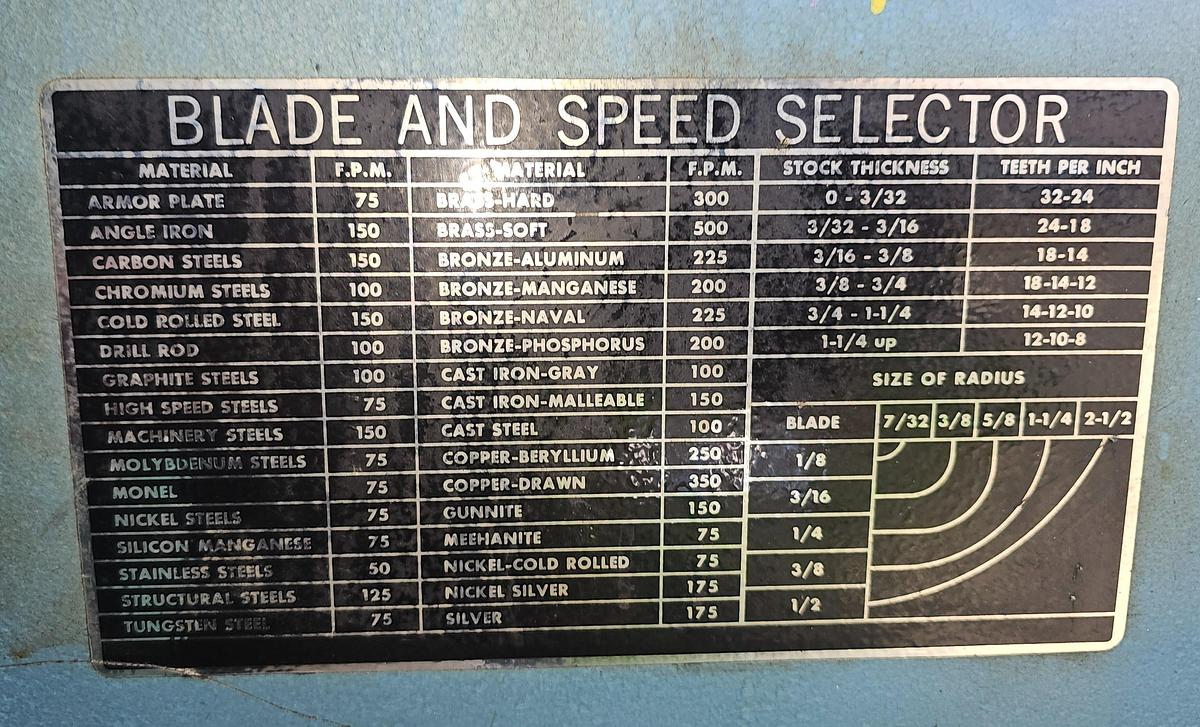 BLADE AND SPEED SELECTOR
MATERIAL F.P.M. MATERIAL F.P.M. STOCK THICKNESS TEETH PER INCH
ARMOR PLATE 75 BRASS-HARD 300 0 - 3/32 32-24
ANGLE IRON 150 BRASS-SOFT 500 3/32 - 3/16 24-18
CARBON STEELS 150 BRONZE-ALUMINUM 225 3/16 - 3/8 18-14
CHROMIUM STEELS 100 BRONZE-MANGANESE 200 3/8 - 3/4 18-14-12
COLD ROLLED STEEL 150 BRONZE-NAVAL 225 3/4 - 1-1/4 14-12-10
DRILL ROD 100 BRONZE-PHOSPHORUS 200 1-1/4 up 12-10-8
GRAPHITE STEELS 100 CAST IRON-GRAY 100 SIZE OF RADIUS
HIGH SPEED STEELS 75 CAST IRON-MALLEABLE 150
MACHINERY STEELS 150 CAST STEEL 100 BLADE 7/32 3/8 5/8 1-1/4 2-1/2
MOLYBDENUM STEELS 75 COPPER-BERYLLIUM 250 1/8
MONEL 75 COPPER-DRAWN 350 3/16
NICKEL STEELS 75 GUNNITE 150
SILICON MANGANESE 75 MEEHANITE 75 1/4
STAINLESS STEELS 50 NICKEL-COLD ROLLED 75 3/8
STRUCTURAL STEELS 125 NICKEL SILVER 175 1/2
TUNGSTEN STEEL 75 SILVER 175